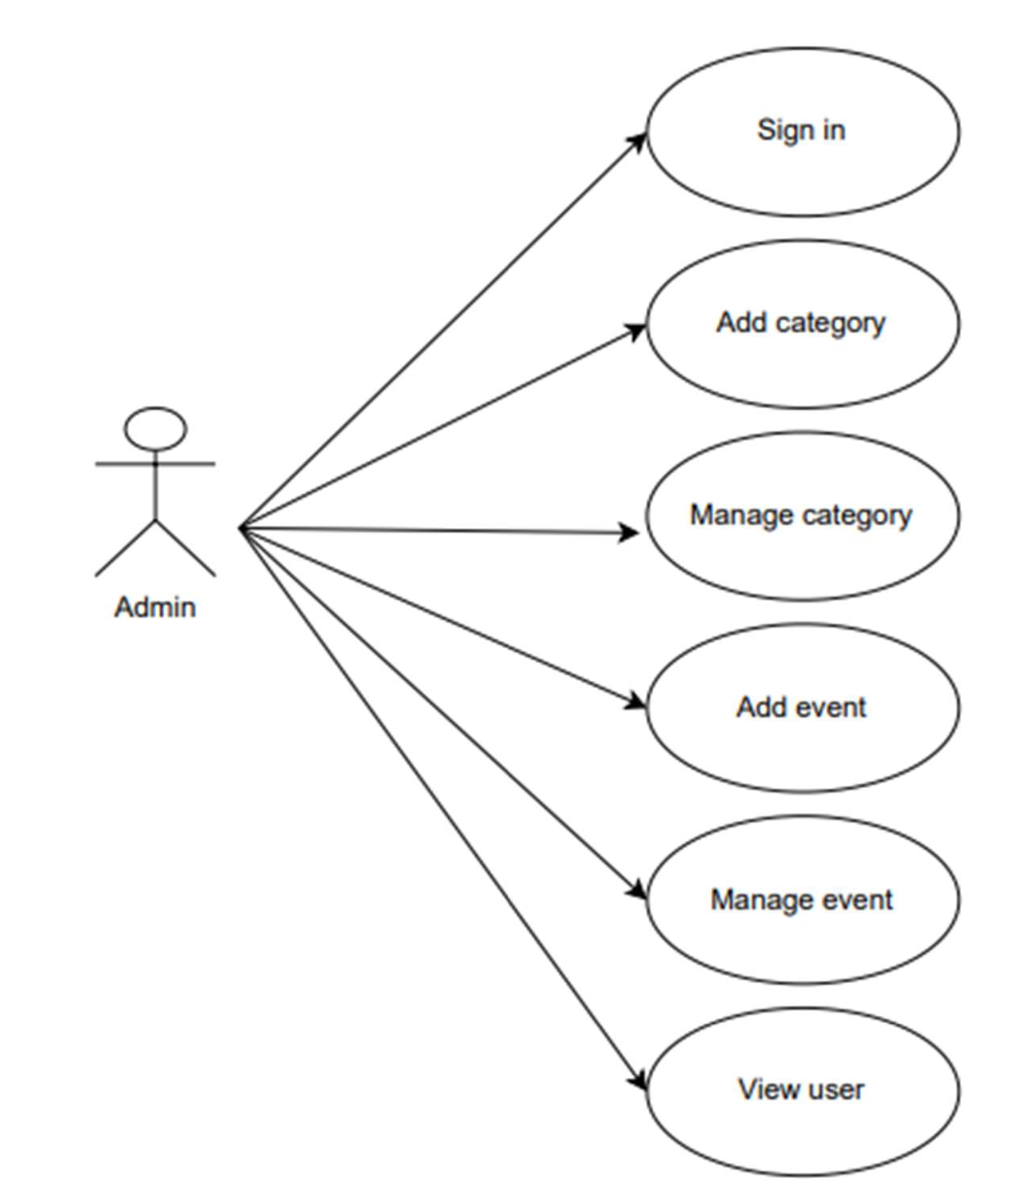 Sign in
Add category
Manage category
Admin
Add event
Manage event
View user